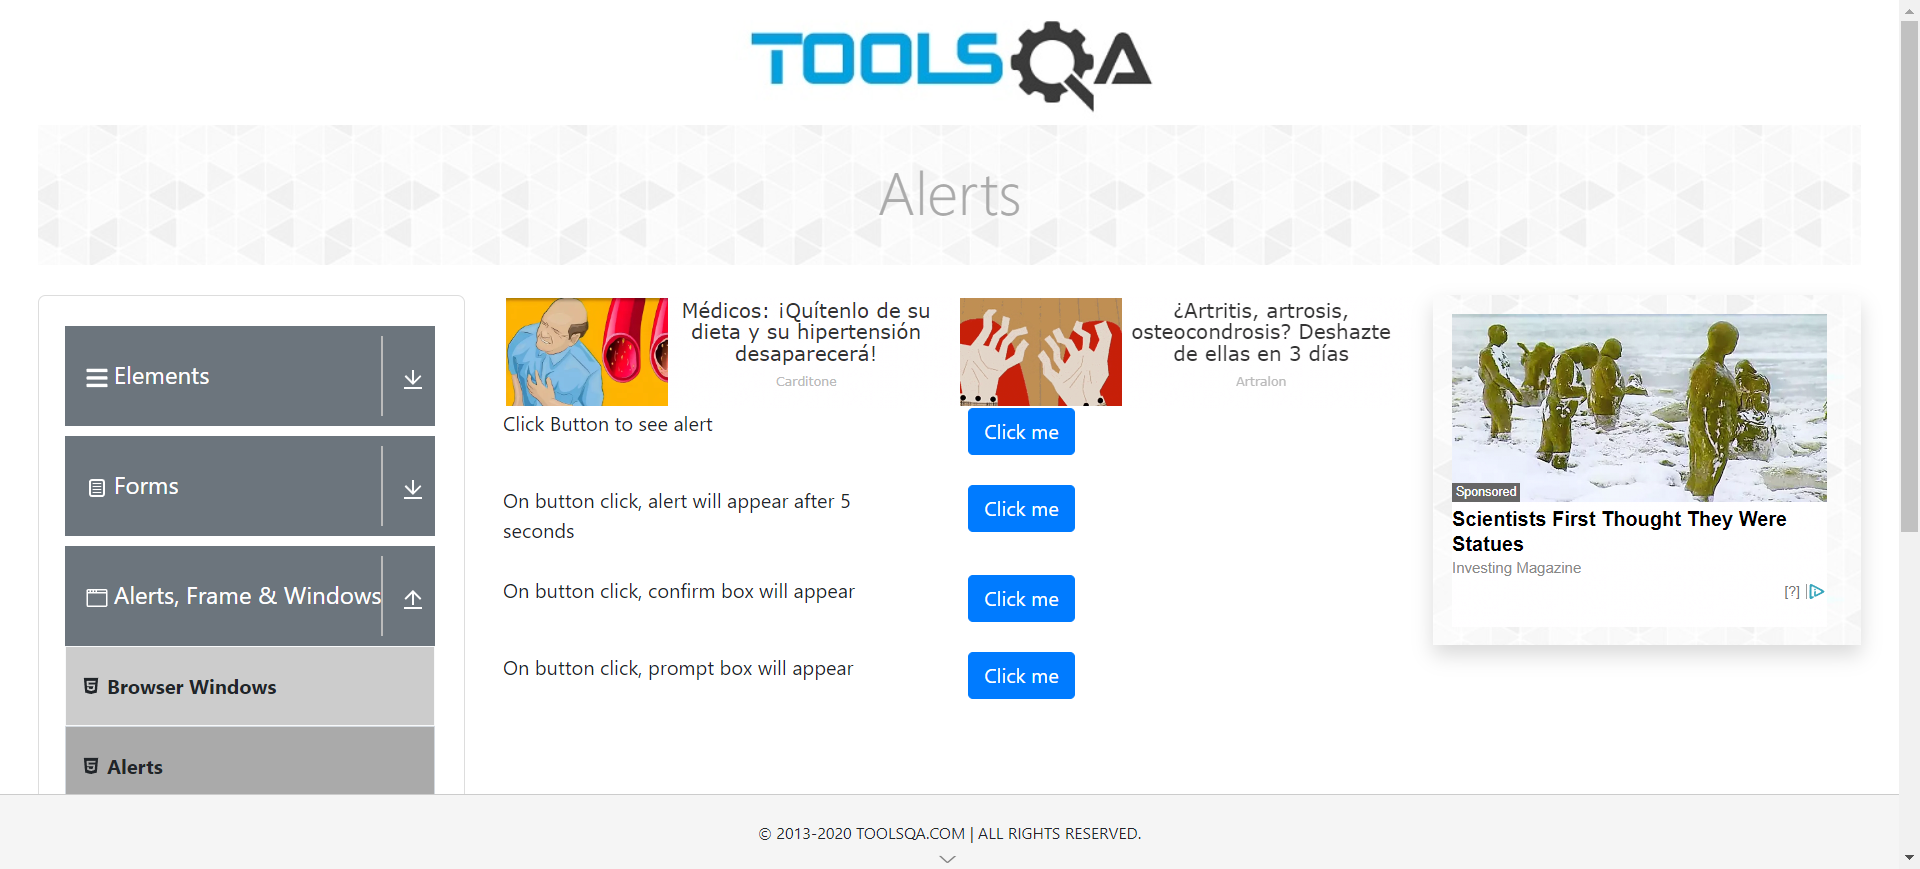 TOOLSQA
Alerts
Elements
Forms
Alerts, Frame & Windows
Browser Windows
Alerts
Médicos: ¡Quítenlo de su
dieta y su hipertensión
desaparecerá!
Carditone
¿Artritis, artrosis,
osteocondrosis? Deshazte
de ellas en 3 días
Artralon
Click Button to see alert
Click me
On button click, alert will appear after 5
seconds
Click me
On button click, confirm box will appear
Click me
On button click, prompt box will appear
Click me
Sponsored
Scientists First Thought They Were
Statues
Investing Magazine
[?]
© 2013-2020 TOOLSQA.COM | ALL RIGHTS RESERVED.